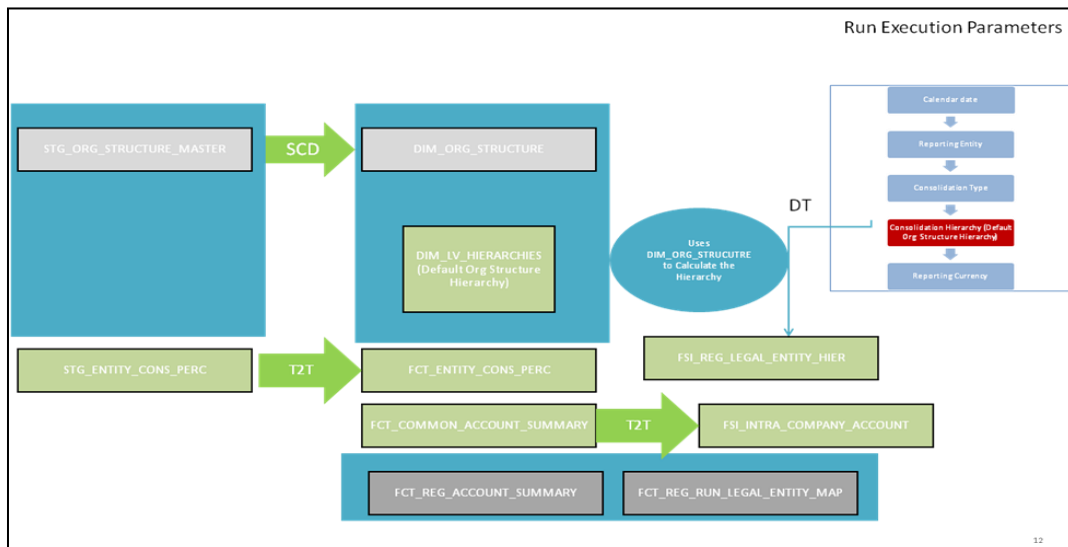 Run Execution Parameters
Calendar date
Reporting Entity
Consolidation Type
Consolidation Hierarchy (Default
Org Structure Hierarchy)
Reporting Currency
STG_ORG_STRUCTURE_MASTER
SCD
DIM_ORG_STRUCTURE
DIM_LV_HIERARCHIES
(Default Org Structure
Hierarchy)
Uses
DIM_ORG_STRUCUTRE
to Calculate the
Hierarchy
DT
STG_ENTITY_CONS_PERC
T2T
FCT_ENTITY_CONS_PERC
FSI_REG_LEGAL_ENTITY_HIER
FCT_COMMON_ACCOUNT_SUMMARY
T2T
FSI_INTRA_COMPANY_ACCOUNT
FCT_REG_ACCOUNT_SUMMARY
FCT_REG_RUN_LEGAL_ENTITY_MAP
12